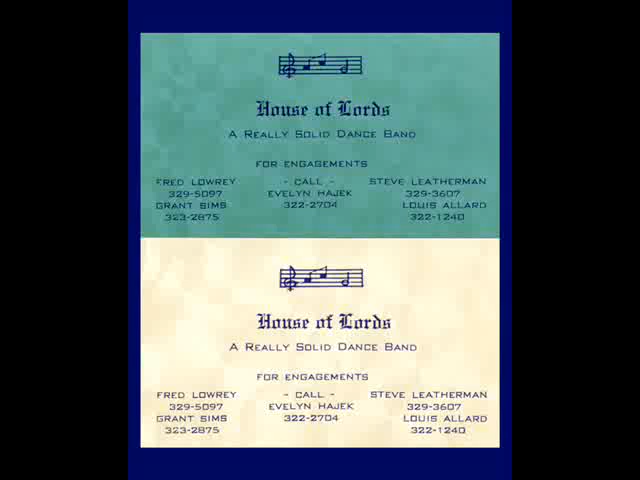 House of Lords
A REALLY SOLID DANCE BAND
FOR ENGAGEMENTS
FRED LOWREY - CALL - STEVE LEATHERMAN
329-5097 EVELYN HAJEK 329-3607
GRANT SIMS 322-2704 LOUIS ALLARD
323-2875 322-1240
House of Lords
A REALLY SOLID DANCE BAND
FOR ENGAGEMENTS
FRED LOWREY - CALL - STEVE LEATHERMAN
329-5097 EVELYN HAJEK 329-3607
GRANT SIMS 322-2704 LOUIS ALLARD
323-2875 322-1240